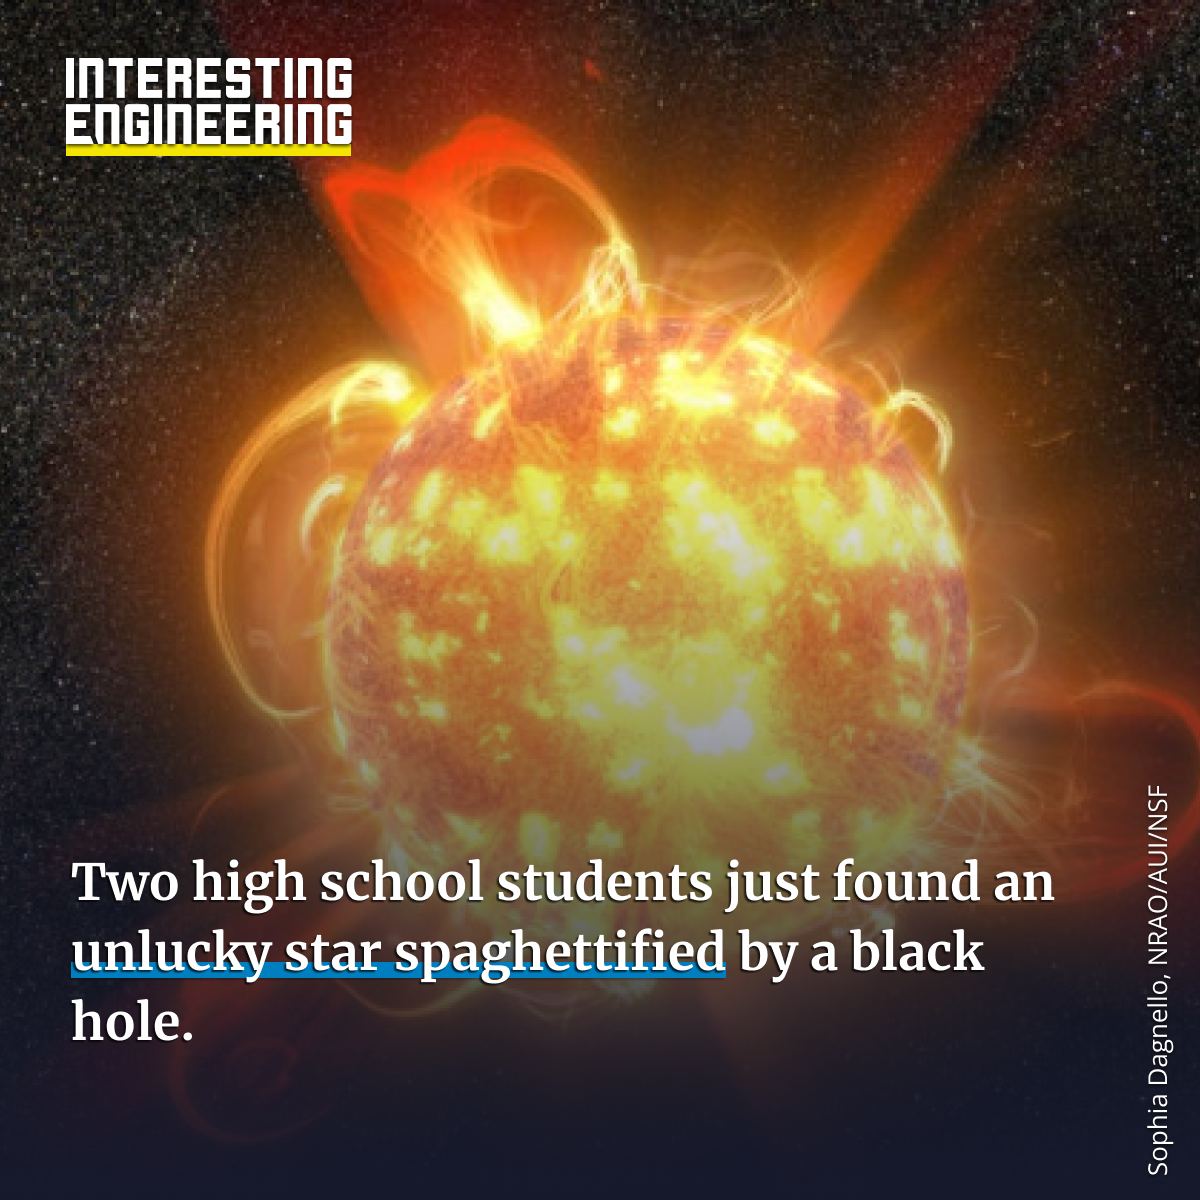 INTERESTING
ENGINEERING
Two high school students just found an
unlucky star spaghettified by a black
hole.
Sophia Dagnello, NRAO/AUI/NSF